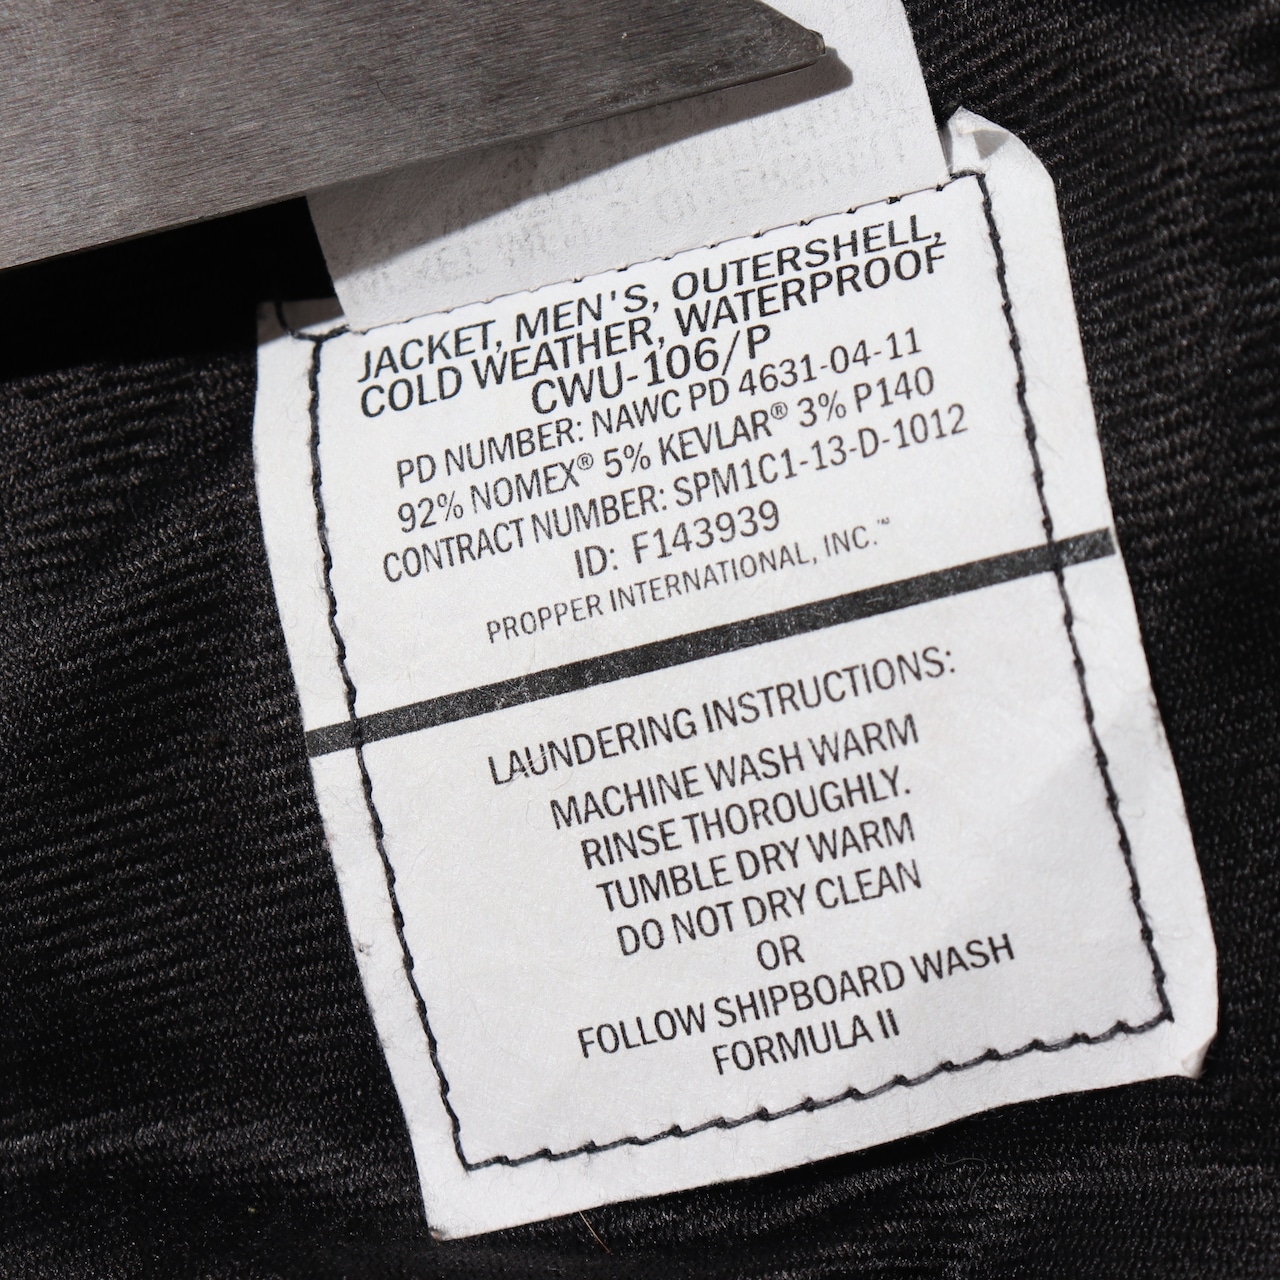 JACKET, MEN'S, OUTERSHELL,
COLD WEATHER, WATERPROOF
CWU-106/P
PD NUMBER: NAWC PD 4631-04-11
92% NOMEX® 5% KEVLAR® 3% P140
CONTRACT NUMBER: SPM1C1-13-D-1012
ID: F143939
PROPPER INTERNATIONAL, INC.™
LAUNDERING INSTRUCTIONS:
MACHINE WASH WARM
RINSE THOROUGHLY.
TUMBLE DRY WARM
DO NOT DRY CLEAN
OR
FOLLOW SHIPBOARD WASH
FORMULA II